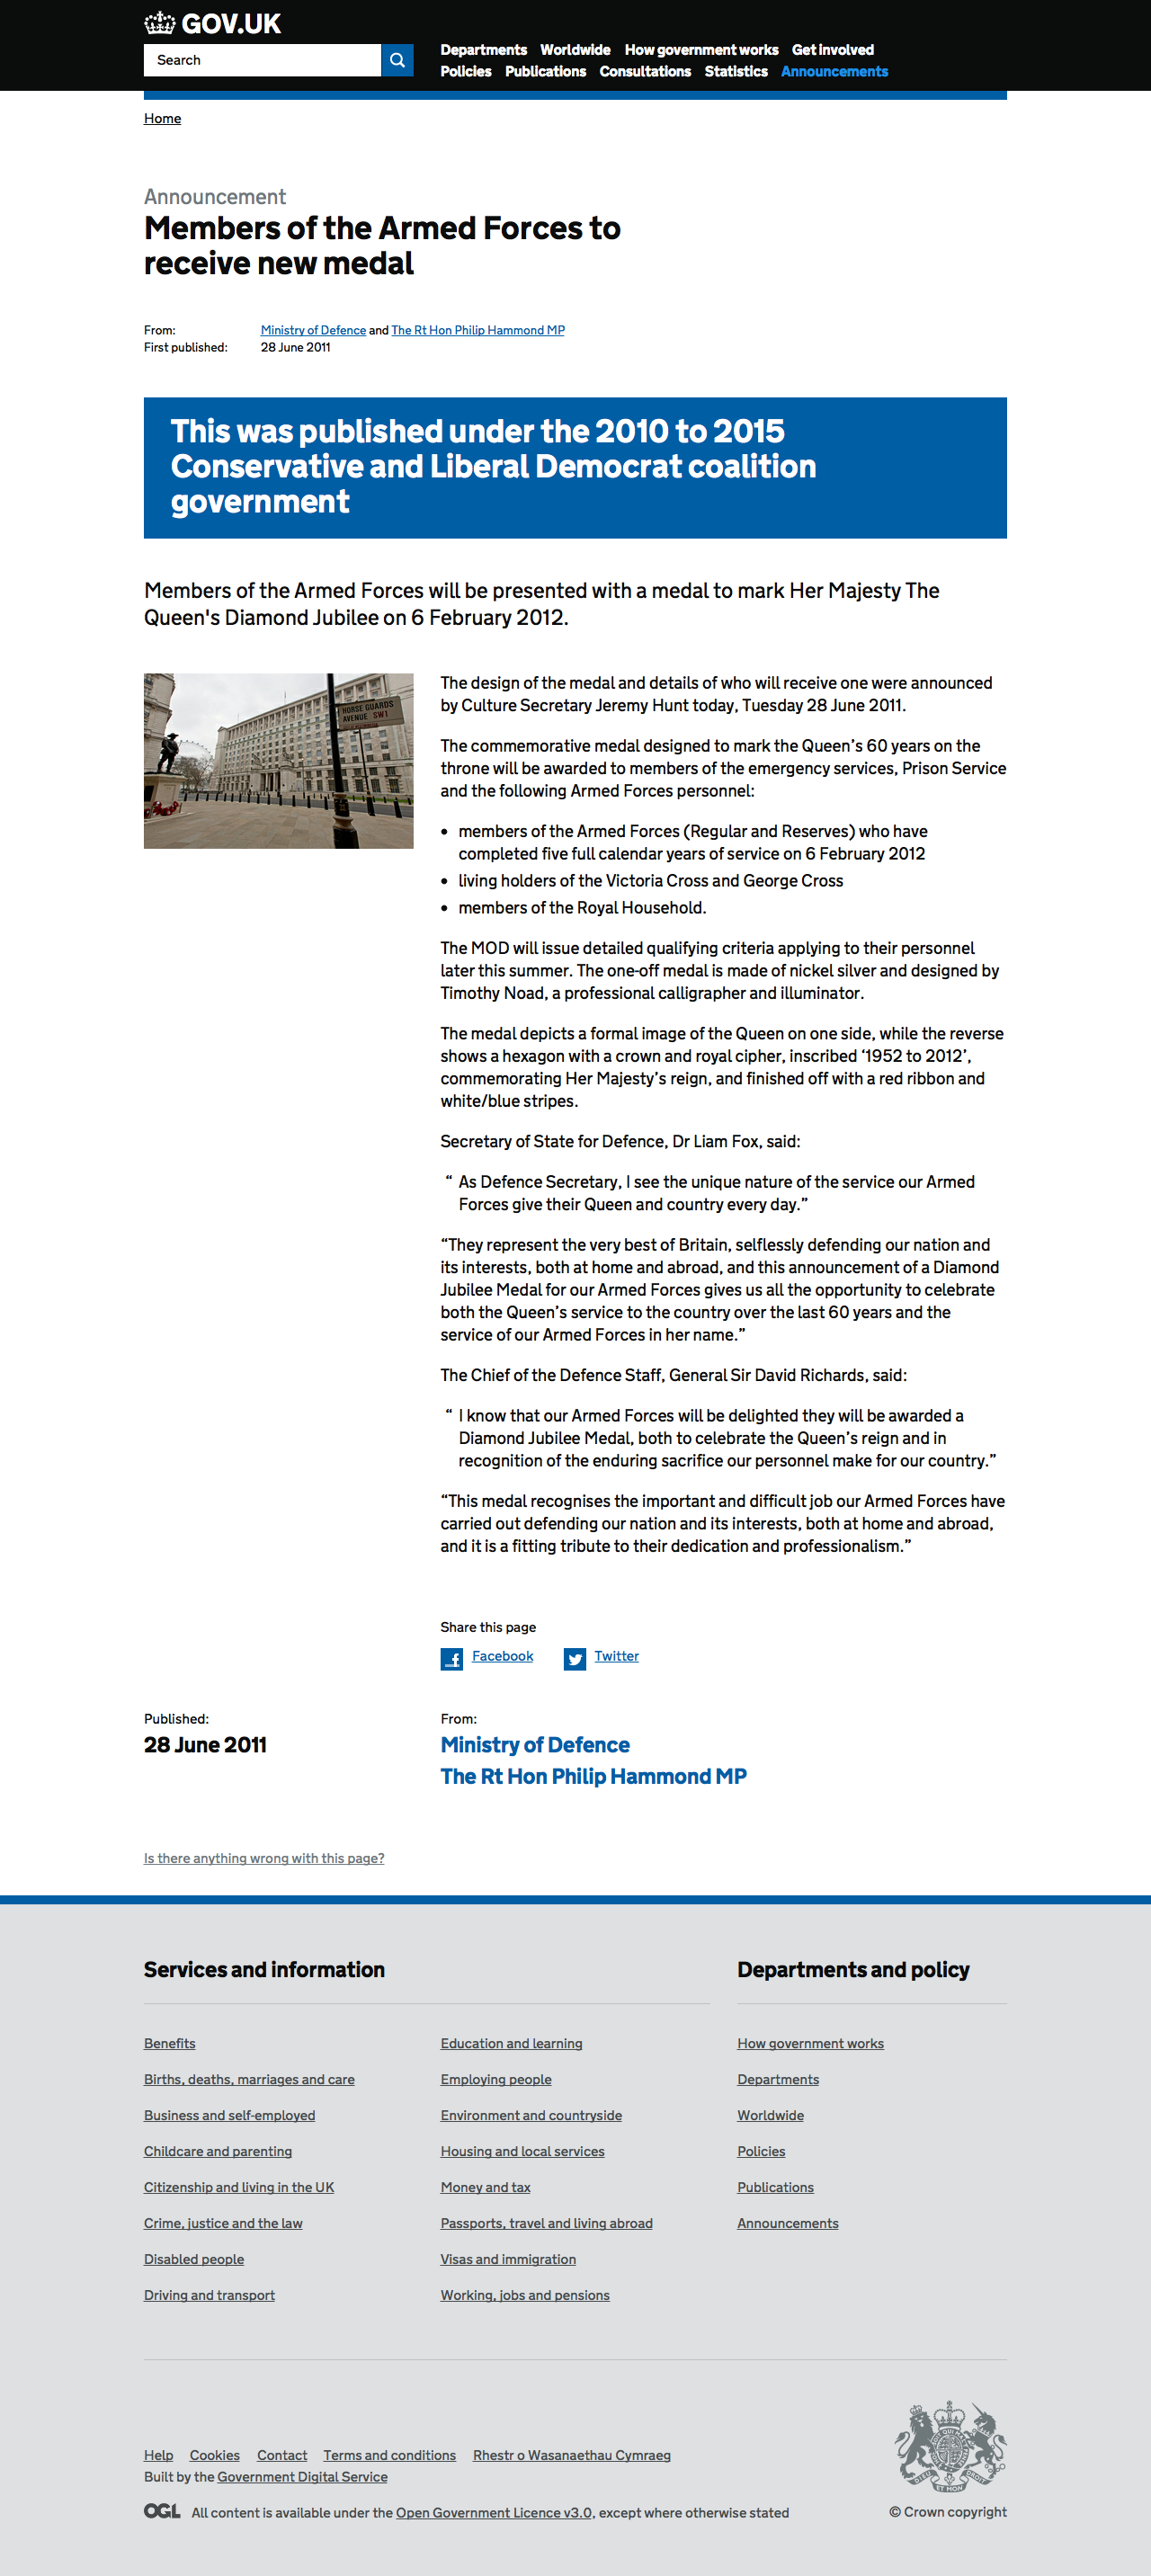 GOV.UK
Search
Departments Worldwide How government works Get involved
Policies Publications Consultations Statistics Announcements
Home
Announcement
Members of the Armed Forces to
receive new medal
From: Ministry of Defence and The Rt Hon Philip Hammond MP
First published: 28 June 2011
This was published under the 2010 to 2015
Conservative and Liberal Democrat coalition
government
Members of the Armed Forces will be presented with a medal to mark Her Majesty The
Queen's Diamond Jubilee on 6 February 2012.
HORSE GUARDS
AVENUE SW1
The design of the medal and details of who will receive one were announced
by Culture Secretary Jeremy Hunt today, Tuesday 28 June 2011.
The commemorative medal designed to mark the Queen’s 60 years on the
throne will be awarded to members of the emergency services, Prison Service
and the following Armed Forces personnel:
• members of the Armed Forces (Regular and Reserves) who have
completed five full calendar years of service on 6 February 2012
• living holders of the Victoria Cross and George Cross
• members of the Royal Household.
The MOD will issue detailed qualifying criteria applying to their personnel
later this summer. The one-off medal is made of nickel silver and designed by
Timothy Noad, a professional calligrapher and illuminator.
The medal depicts a formal image of the Queen on one side, while the reverse
shows a hexagon with a crown and royal cipher, inscribed ‘1952 to 2012’,
commemorating Her Majesty’s reign, and finished off with a red ribbon and
white/blue stripes.
Secretary of State for Defence, Dr Liam Fox, said:
“ As Defence Secretary, I see the unique nature of the service our Armed
Forces give their Queen and country every day.”
“They represent the very best of Britain, selflessly defending our nation and
its interests, both at home and abroad, and this announcement of a Diamond
Jubilee Medal for our Armed Forces gives us all the opportunity to celebrate
both the Queen’s service to the country over the last 60 years and the
service of our Armed Forces in her name.”
The Chief of the Defence Staff, General Sir David Richards, said:
“ I know that our Armed Forces will be delighted they will be awarded a
Diamond Jubilee Medal, both to celebrate the Queen’s reign and in
recognition of the enduring sacrifice our personnel make for our country.”
“This medal recognises the important and difficult job our Armed Forces have
carried out defending our nation and its interests, both at home and abroad,
and it is a fitting tribute to their dedication and professionalism.”
Share this page
Facebook Twitter
Published:
28 June 2011
From:
Ministry of Defence
The Rt Hon Philip Hammond MP
Is there anything wrong with this page?
Services and information
Benefits
Births, deaths, marriages and care
Business and self-employed
Childcare and parenting
Citizenship and living in the UK
Crime, justice and the law
Disabled people
Driving and transport
Education and learning
Employing people
Environment and countryside
Housing and local services
Money and tax
Passports, travel and living abroad
Visas and immigration
Working, jobs and pensions
Departments and policy
How government works
Departments
Worldwide
Policies
Publications
Announcements
Help Cookies Contact Terms and conditions Rhestr o Wasanaethau Cymraeg
Built by the Government Digital Service
OGL All content is available under the Open Government Licence v3.0, except where otherwise stated
DIEU ET MON DROIT
© Crown copyright